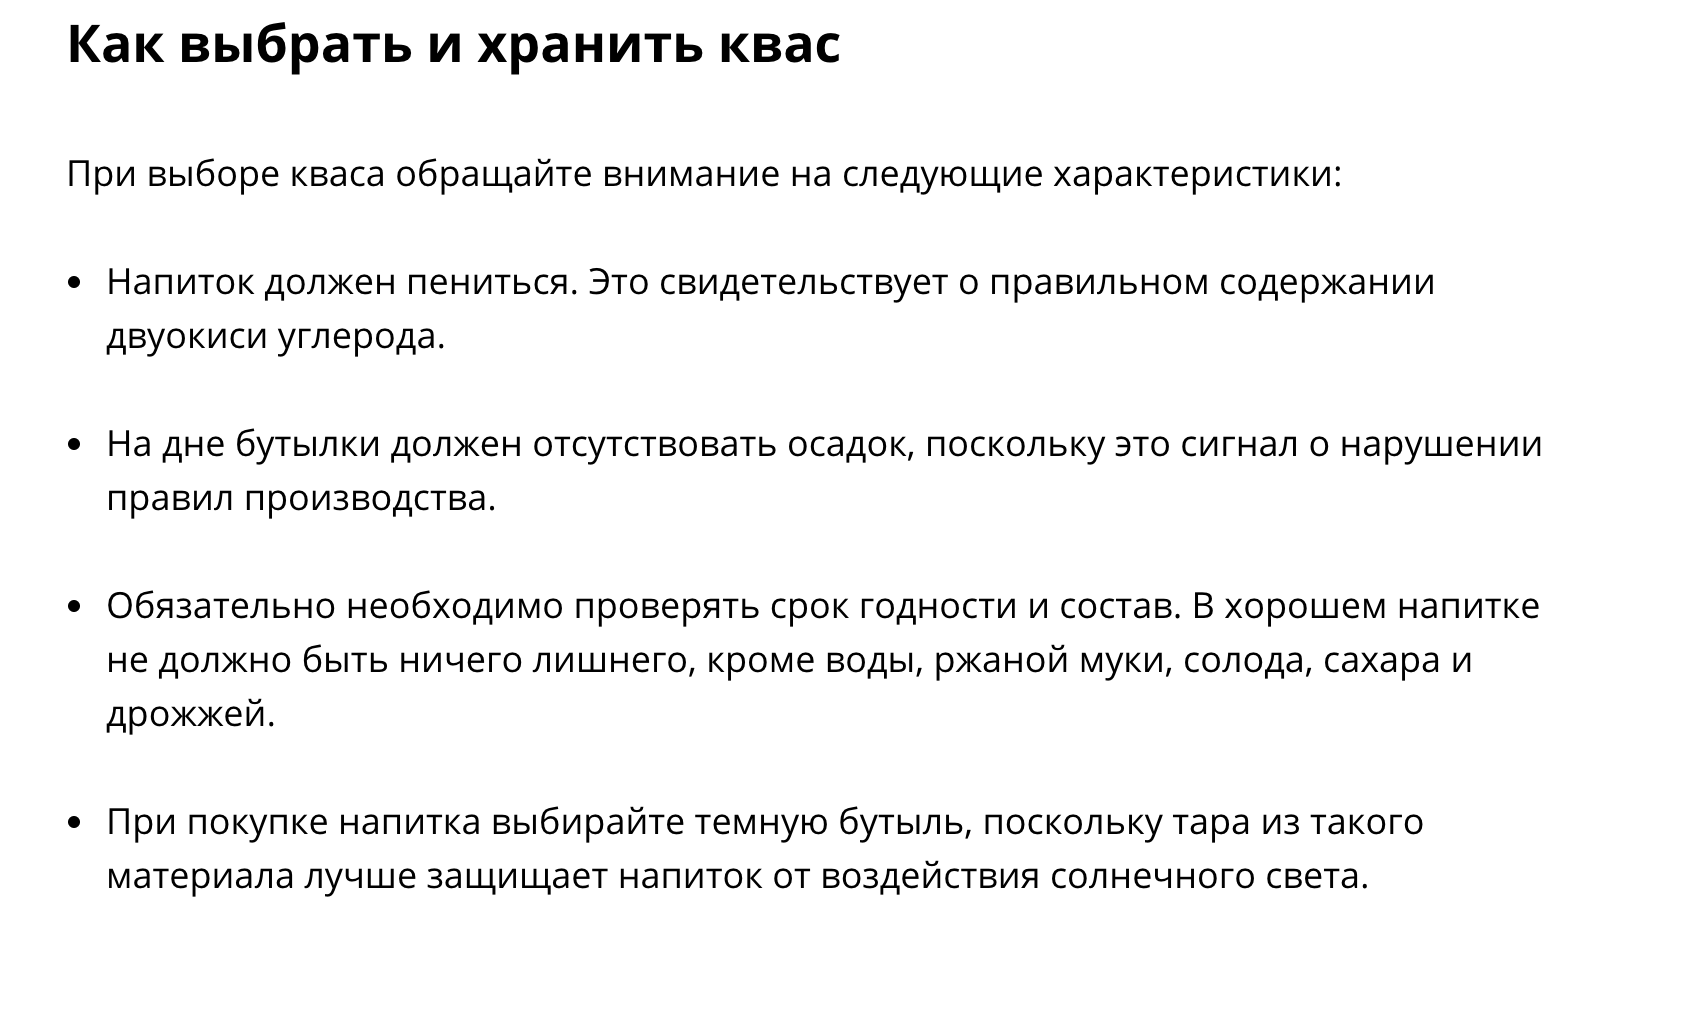 Как выбрать и хранить квас
При выборе кваса обращайте внимание на следующие характеристики:
• Напиток должен пениться. Это свидетельствует о правильном содержании
двуокиси углерода.
• На дне бутылки должен отсутствовать осадок, поскольку это сигнал о нарушении
правил производства.
• Обязательно необходимо проверять срок годности и состав. В хорошем напитке
не должно быть ничего лишнего, кроме воды, ржаной муки, солода, сахара и
дрожжей.
• При покупке напитка выбирайте темную бутыль, поскольку тара из такого
материала лучше защищает напиток от воздействия солнечного света.